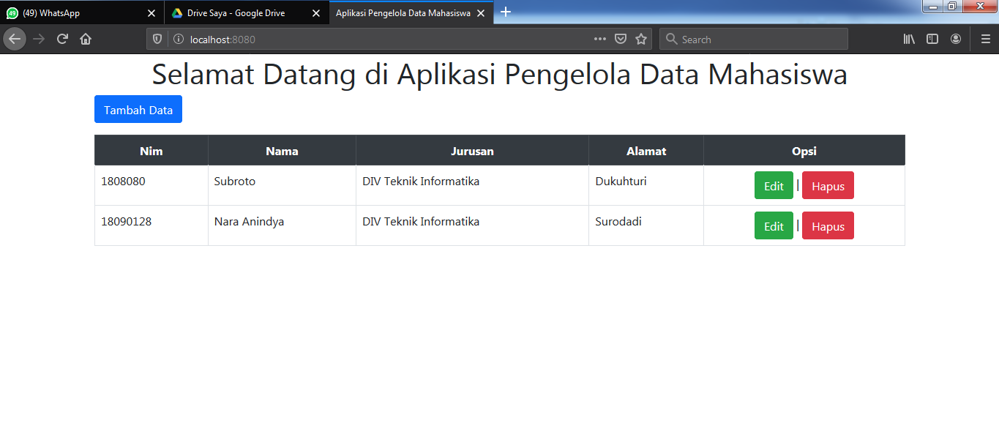 (49) WhatsApp Drive Saya - Google Drive Aplikasi Pengelola Data Mahasiswa
localhost:8080 Search
Selamat Datang di Aplikasi Pengelola Data Mahasiswa
Tambah Data
Nim Nama Jurusan Alamat Opsi
1808080 Subroto DIV Teknik Informatika Dukuhturi Edit | Hapus
18090128 Nara Anindya DIV Teknik Informatika Surodadi Edit | Hapus